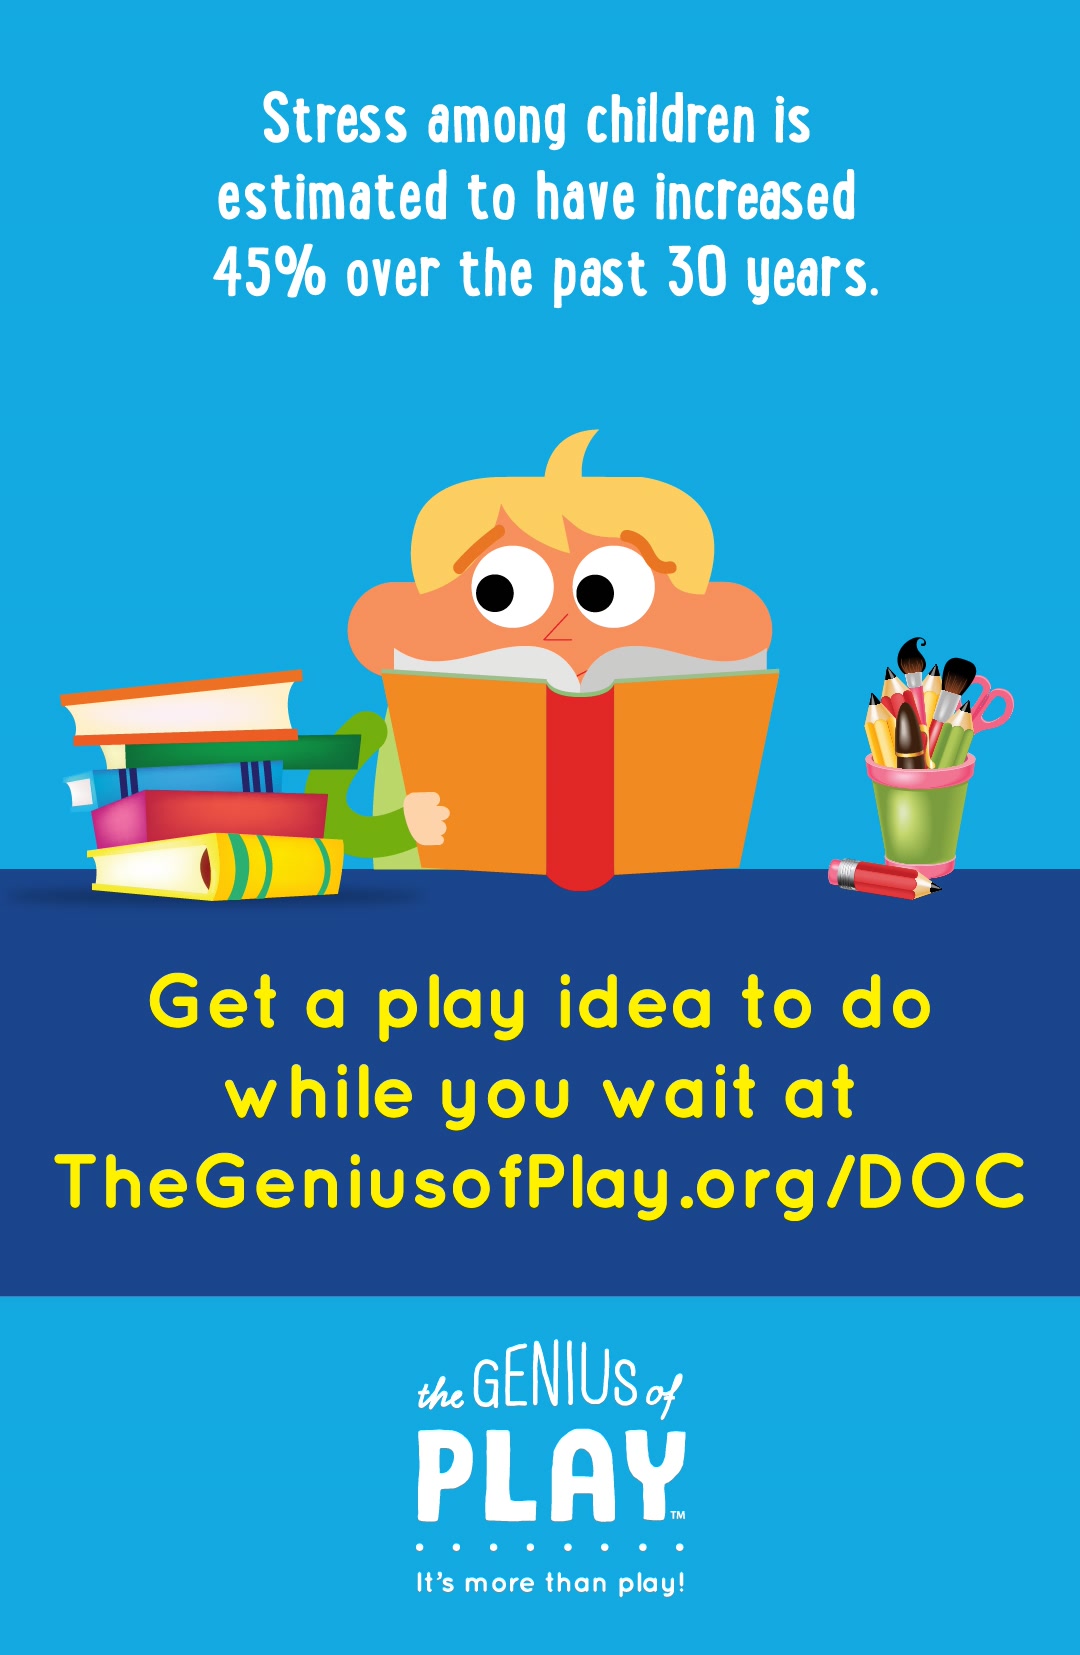 Stress among children is
estimated to have increased
45% over the past 30 years.
Get a play idea to do
while you wait at
TheGeniusofPlay.org/DOC
the GENIUS of
PLAY™
It's more than play!